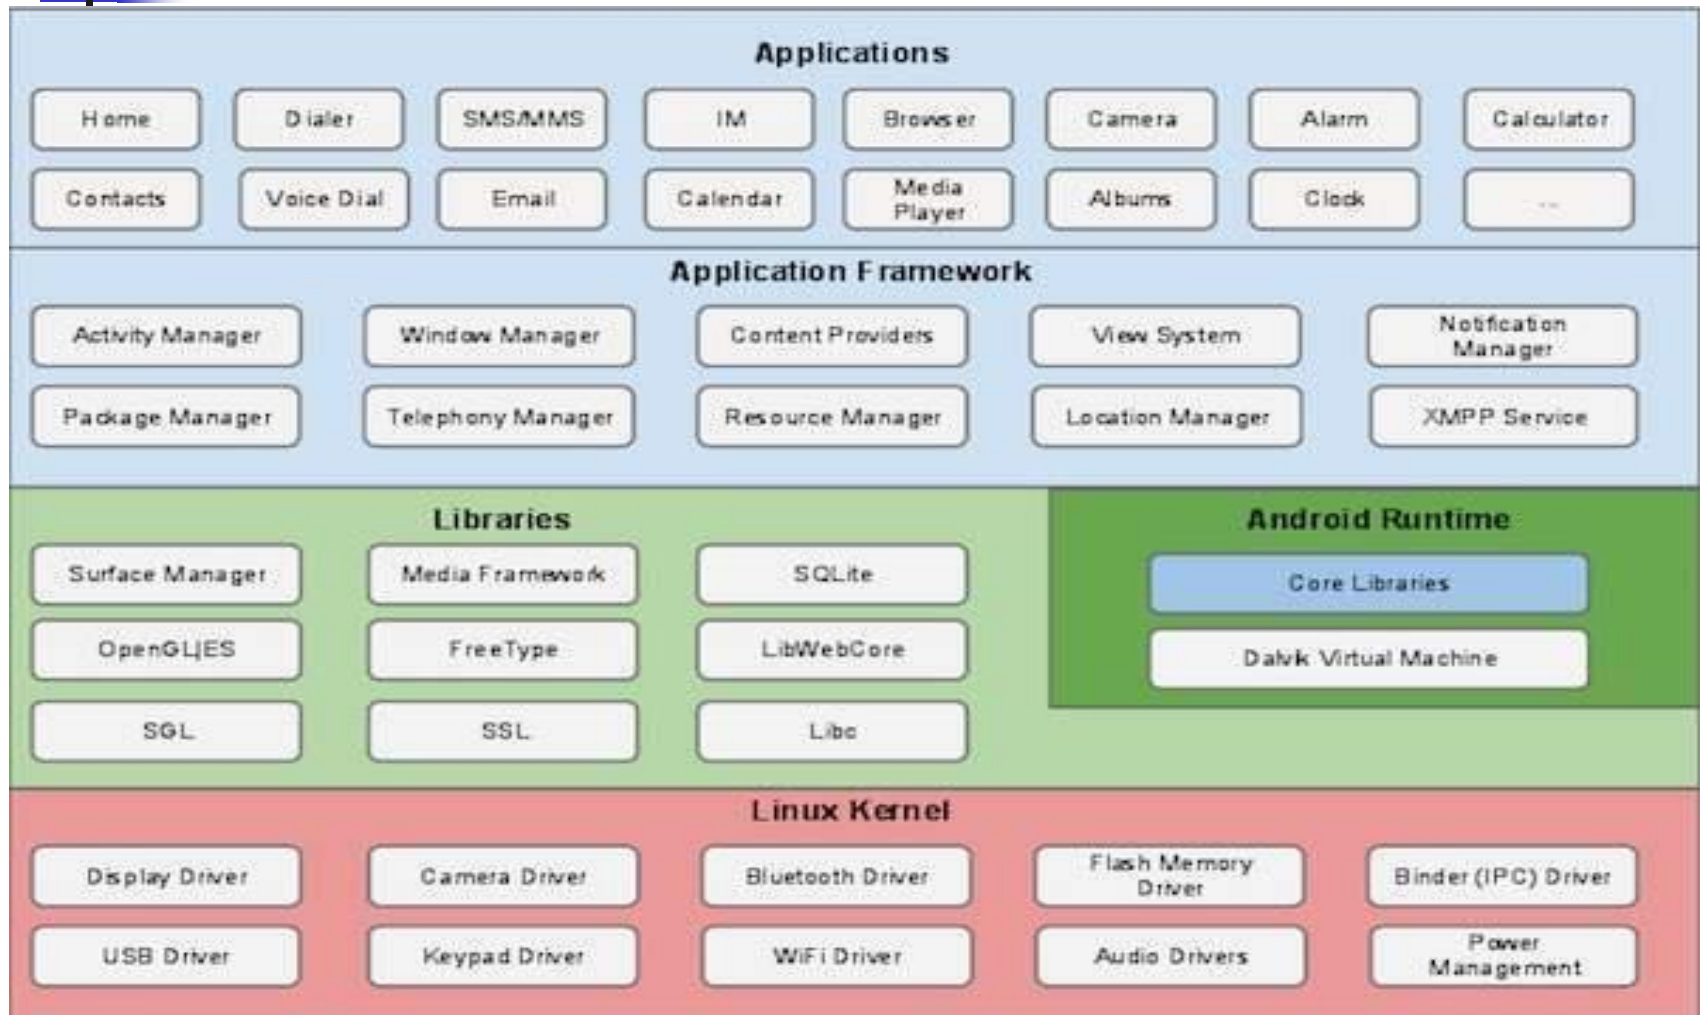 Applications
Home
Dialer
SMS/MMS
IM
Browser
Camera
Alarm
Calculator
Contacts
Voice Dial
Email
Calendar
Media
Player
Albums
Clock
...
Application Framework
Activity Manager
Window Manager
Content Providers
View System
Notification
Manager
Package Manager
Telephony Manager
Resource Manager
Location Manager
XMPP Service
Libraries
Surface Manager
Media Framework
SQLite
OpenGL|ES
FreeType
LibWebCore
SGL
SSL
Libc
Android Runtime
Core Libraries
Dalvik Virtual Machine
Linux Kernel
Display Driver
Camera Driver
Bluetooth Driver
Flash Memory
Driver
Binder (IPC) Driver
USB Driver
Keypad Driver
WiFi Driver
Audio Drivers
Power
Management